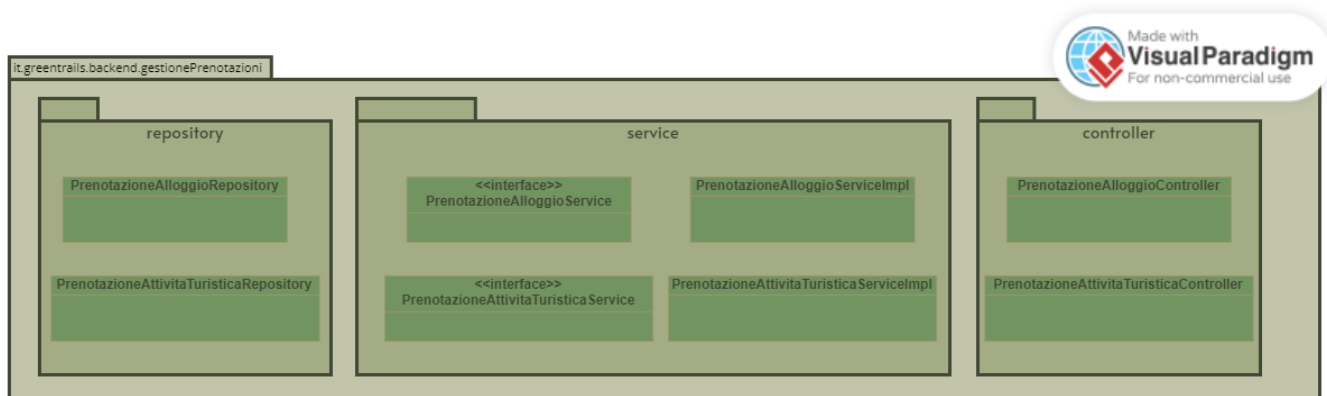 Made with
Visual Paradigm
For non-commercial use
it.greentrails.backend.gestionePrenotazioni
repository
service
controller
PrenotazioneAlloggioRepository
<<interface>>
PrenotazioneAlloggioService
PrenotazioneAlloggioServiceImpl
PrenotazioneAlloggioController
PrenotazioneAttivitaTuristicaRepository
<<interface>>
PrenotazioneAttivitaTuristicaService
PrenotazioneAttivitaTuristicaServiceImpl
PrenotazioneAttivitaTuristicaController